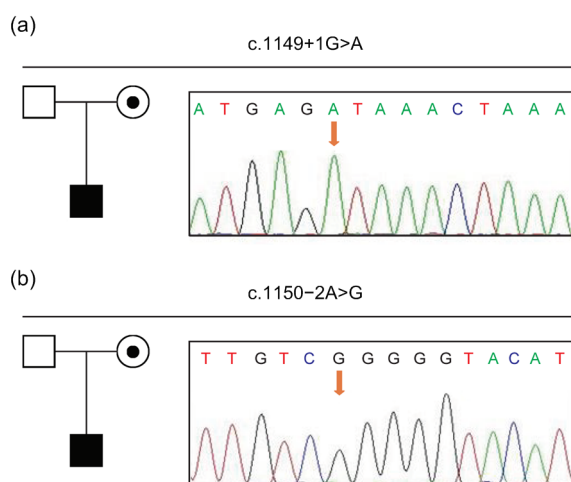 (a)
c.1149+1G>A
A T G A G A T A A A C T A A A
(b)
c.1150−2A>G
T T G T C G G G G G T A C A T